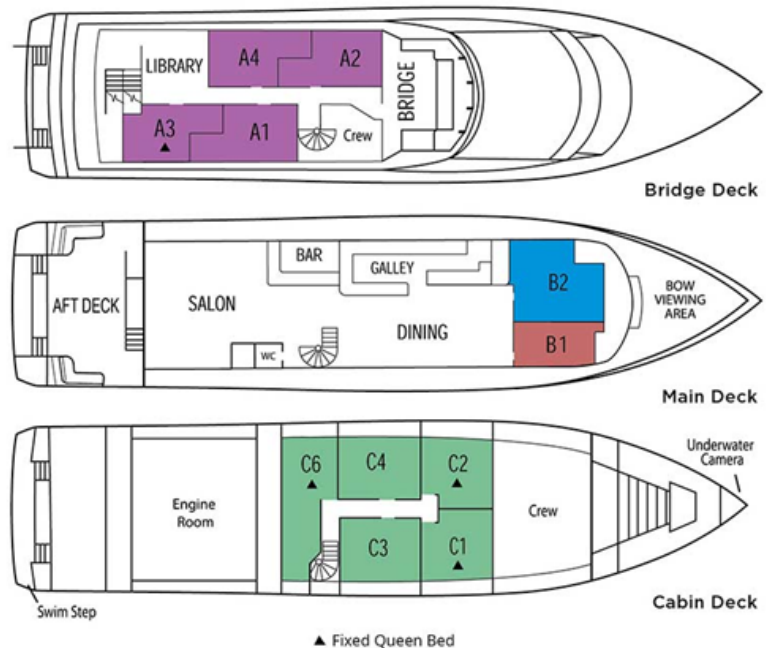 LIBRARY
A4
A2
BRIDGE
A3
▲
A1
Crew
Bridge Deck
AFT DECK
SALON
BAR
GALLEY
DINING
WC
B2
B1
BOW
VIEWING
AREA
Main Deck
Engine
Room
C6
▲
C4
C2
▲
C3
C1
▲
Crew
Underwater
Camera
Swim Step
Cabin Deck
▲ Fixed Queen Bed